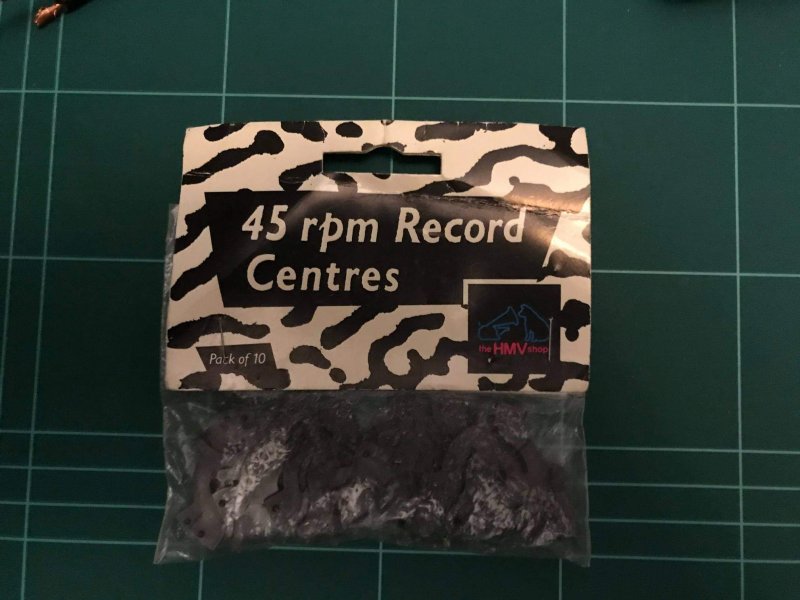 45 rpm Record
Centres
Pack of 10
the HMV shop